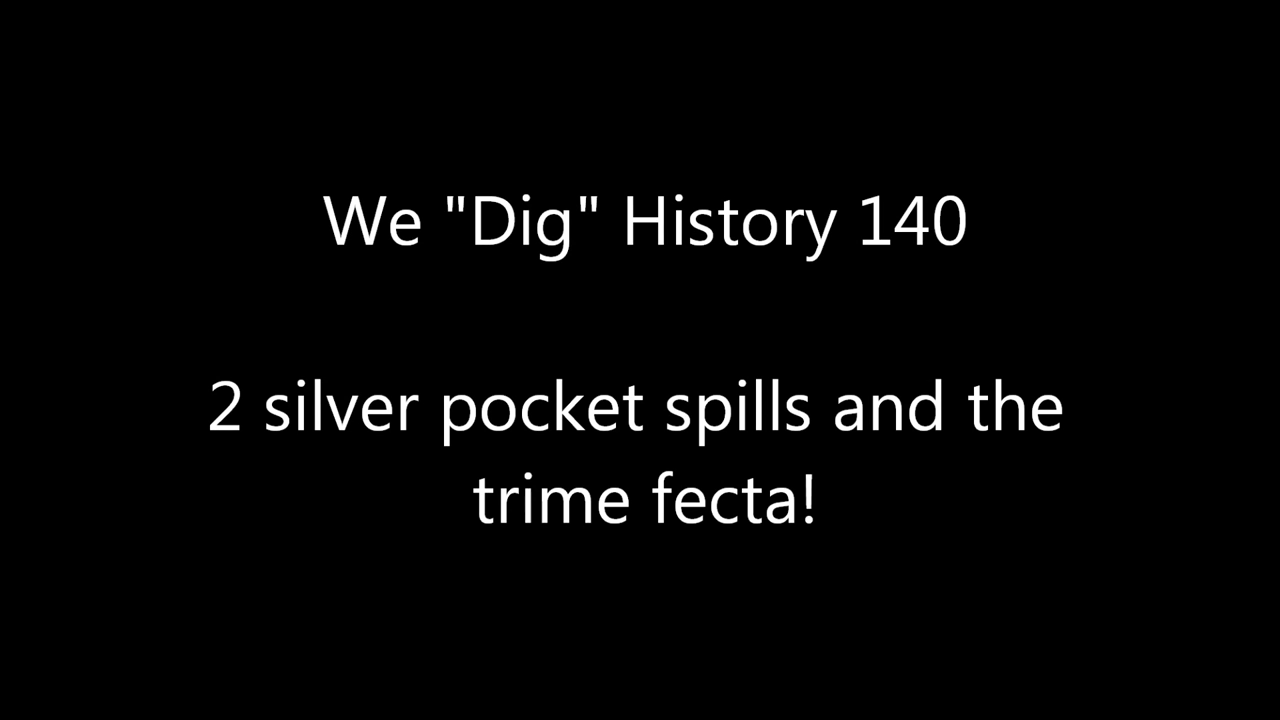 We "Dig" History 140
2 silver pocket spills and the
trime fecta!